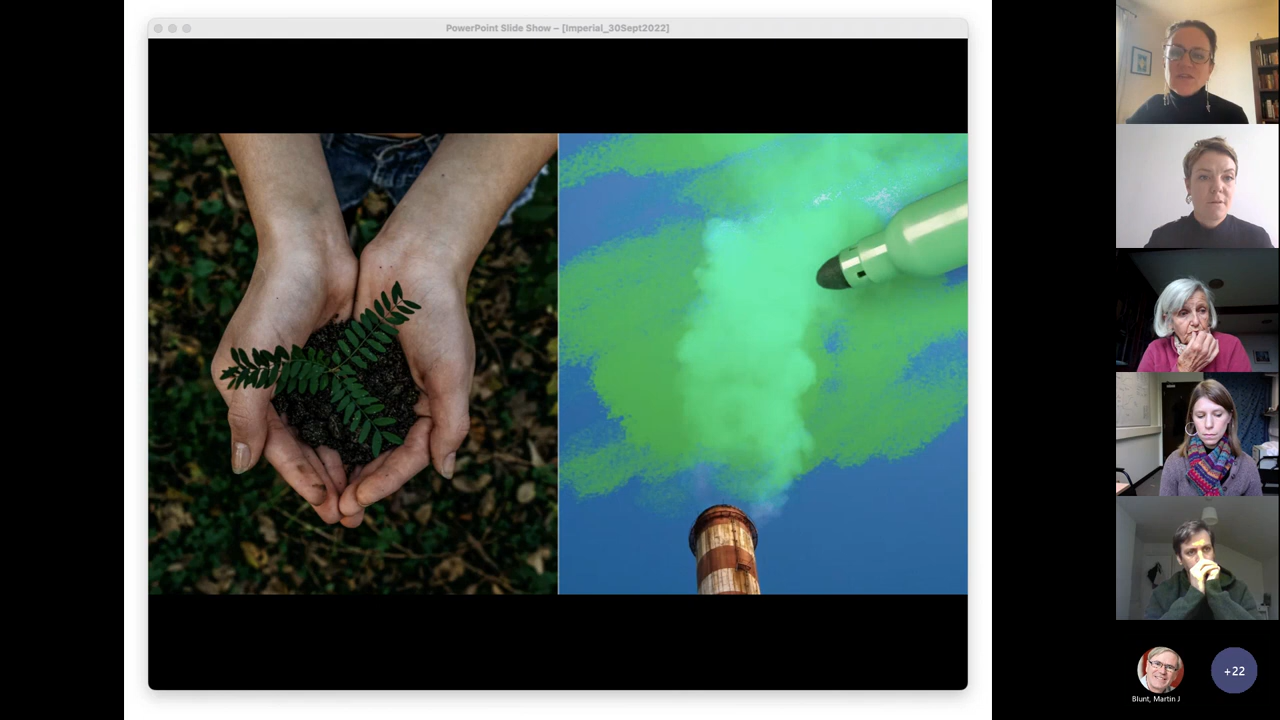 PowerPoint Slide Show – [Imperial_30Sept2022]
Blunt, Martin J
+22